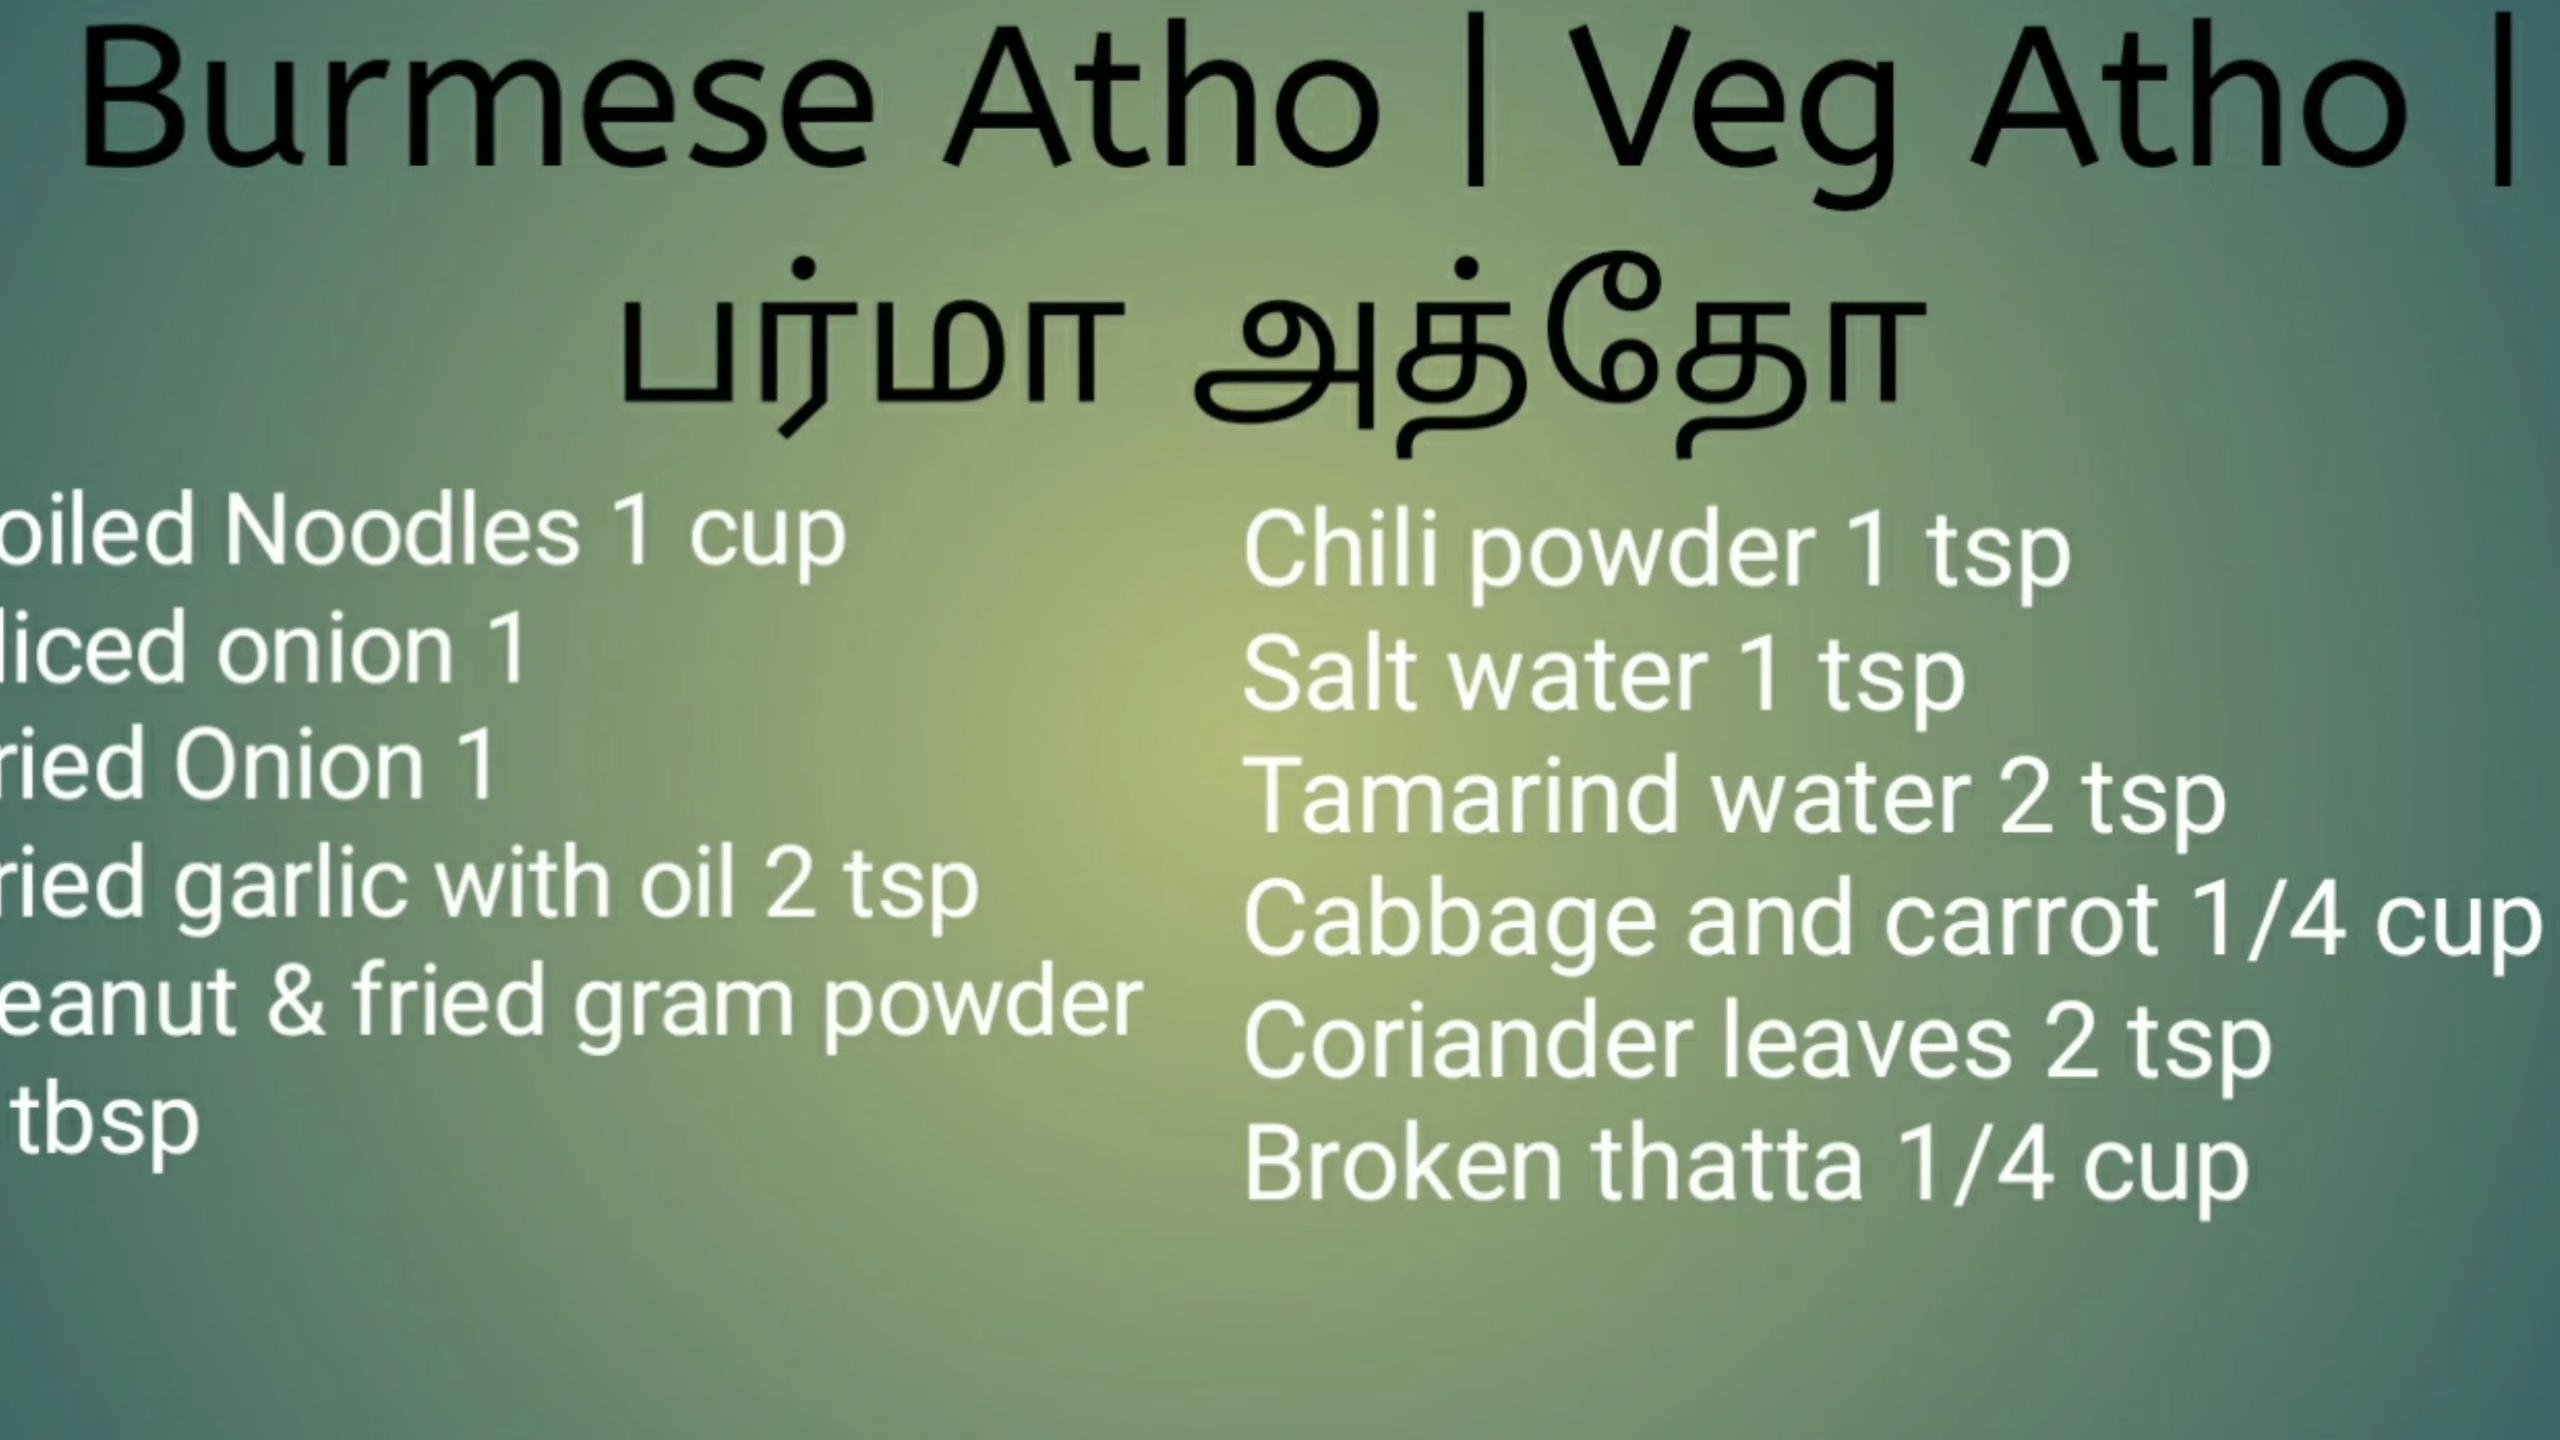 Burmese Atho | Veg Atho |
பர்மா அத்தோ
oiled Noodles 1 cup
liced onion 1
ried Onion 1
ried garlic with oil 2 tsp
eanut & fried gram powder
tbsp
Chili powder 1 tsp
Salt water 1 tsp
Tamarind water 2 tsp
Cabbage and carrot 1/4 cup
Coriander leaves 2 tsp
Broken thatta 1/4 cup